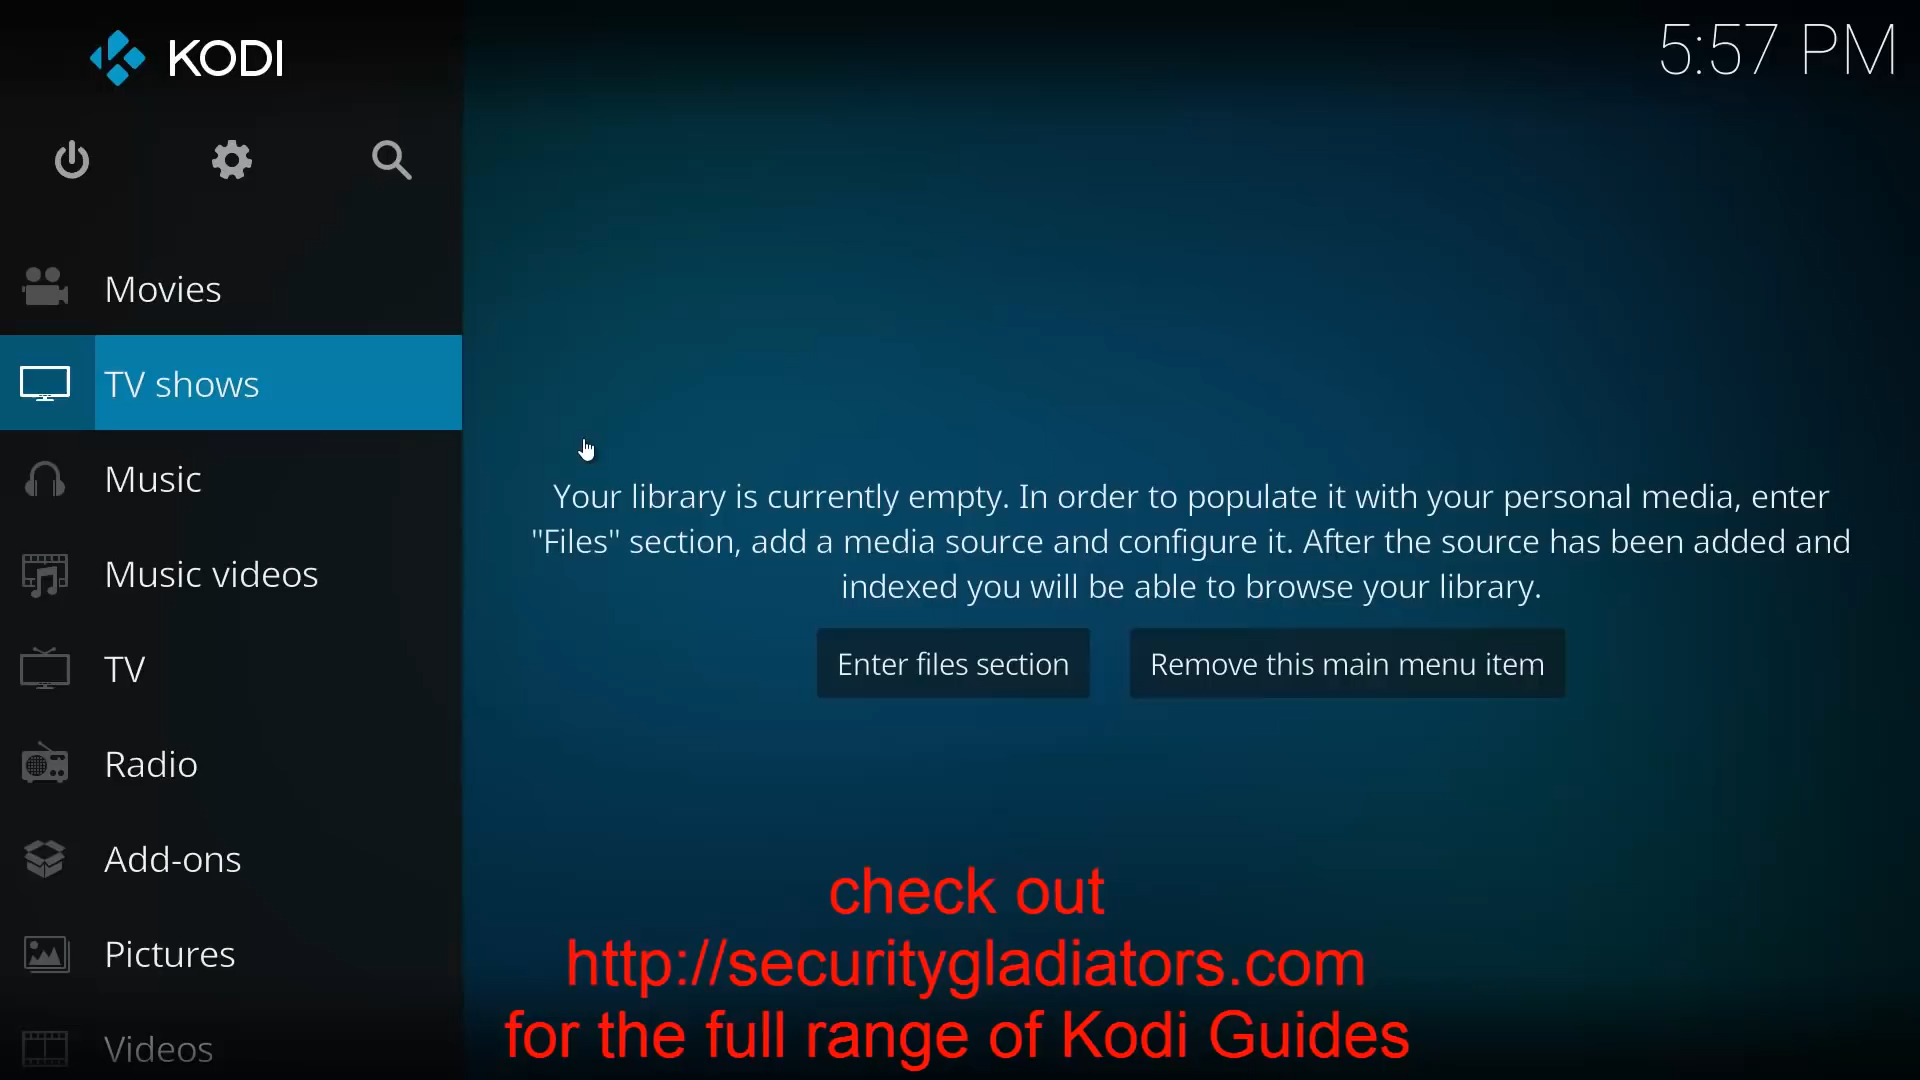 KODI
5:57 PM
Movies
TV shows
Music
Music videos
TV
Radio
Add-ons
Pictures
Videos
Your library is currently empty. In order to populate it with your personal media, enter
"Files" section, add a media source and configure it. After the source has been added and
indexed you will be able to browse your library.
Enter files section
Remove this main menu item
check out
http://securitygladiators.com
for the full range of Kodi Guides